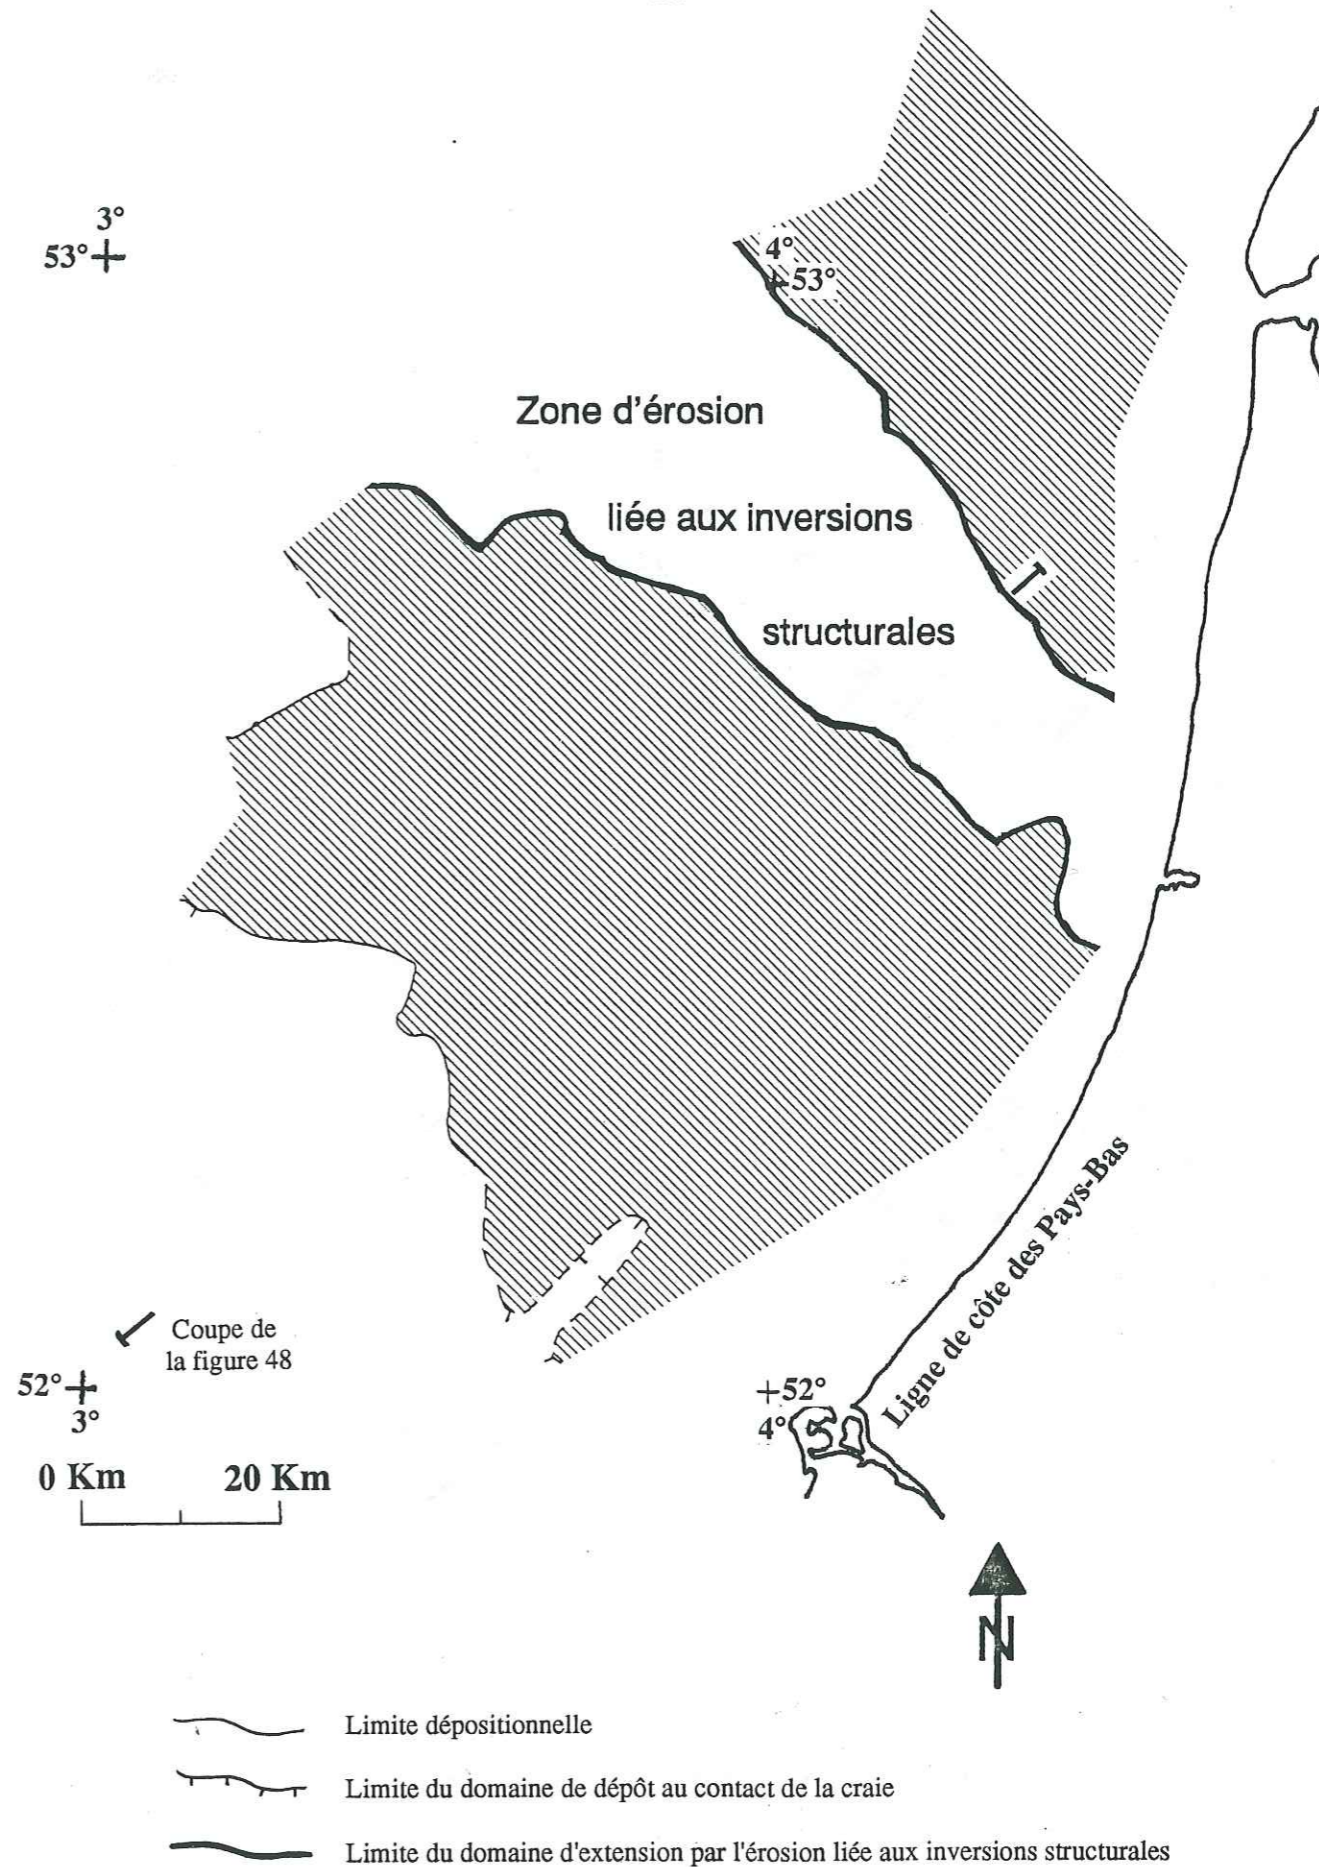 3°
53°
4°
53°
Zone d'érosion
liée aux inversions
structurales
Ligne de côte des Pays-Bas
Coupe de
la figure 48
52°
3°
+52°
4°
0 Km 20 Km
N
Limite dépositionnelle
Limite du domaine de dépôt au contact de la craie
Limite du domaine d'extension par l'érosion liée aux inversions structurales